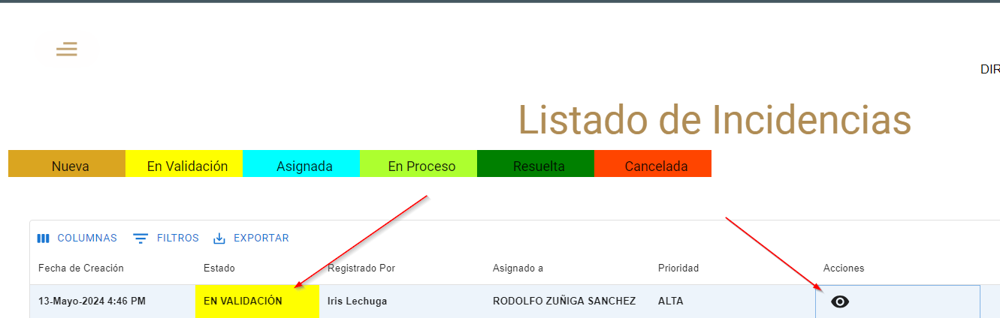 DIR
Listado de Incidencias
Nueva En Validación Asignada En Proceso Resuelta Cancelada
COLUMNAS FILTROS EXPORTAR
Fecha de Creación Estado Registrado Por Asignado a Prioridad Acciones
13-Mayo-2024 4:46 PM EN VALIDACIÓN Iris Lechuga RODOLFO ZUÑIGA SANCHEZ ALTA